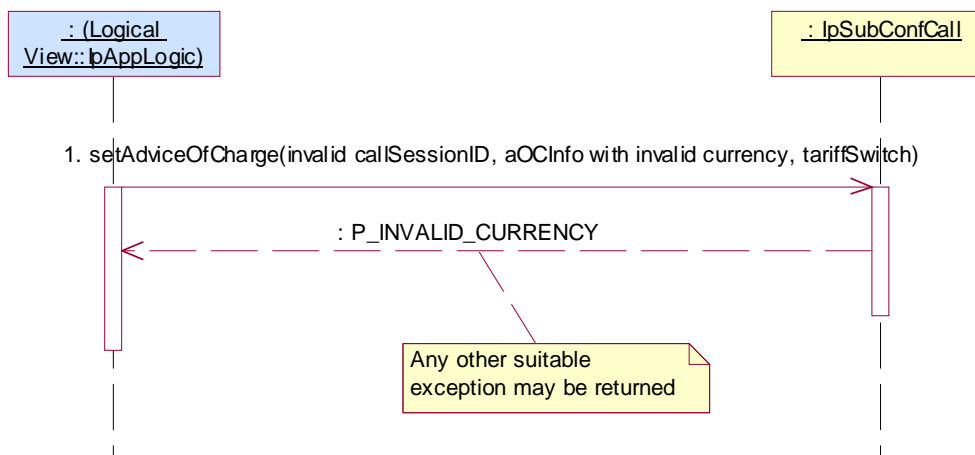 : (Logical
View::IpAppLogic)
: IpSubConfCall
1. setAdviceOfCharge(invalid callSessionID, aOCInfo with invalid currency, tariffSwitch)
: P_INVALID_CURRENCY
Any other suitable
exception may be returned